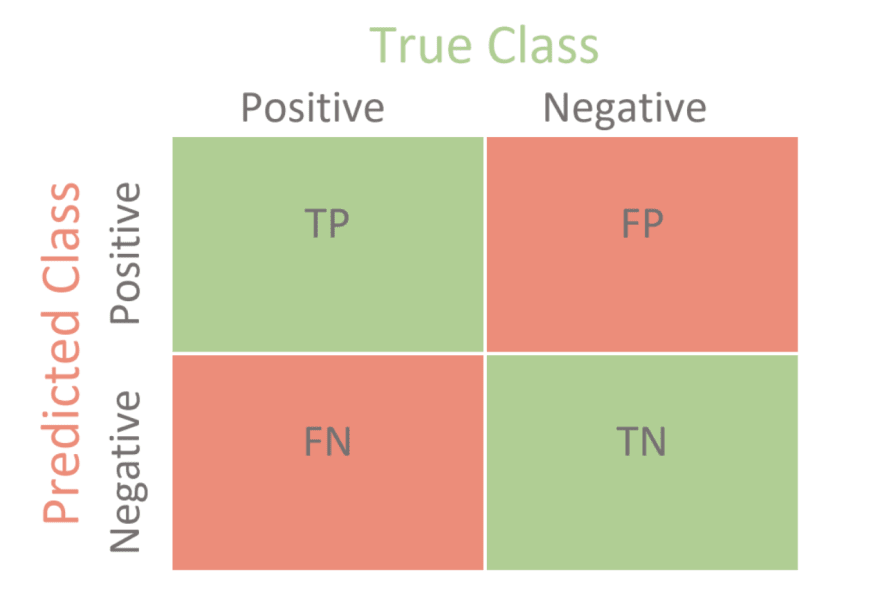 True Class
Positive Negative
Predicted Class
Positive
TP FP
Negative
FN TN